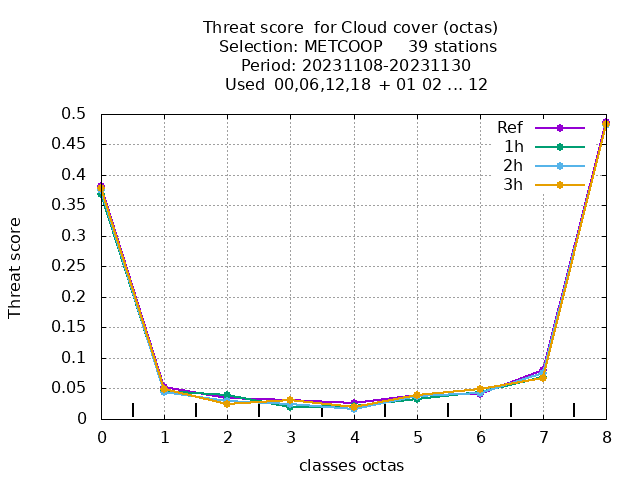 Threat score  for Cloud cover (octas)
Selection: METCOOP     39 stations
Period: 20231108-20231130
Used  00,06,12,18 + 01 02 ... 12
Ref
1h
2h
3h
0.5
0.45
0.4
0.35
0.3
0.25
0.2
0.15
0.1
0.05
0
Threat score
0 1 2 3 4 5 6 7 8
classes octas